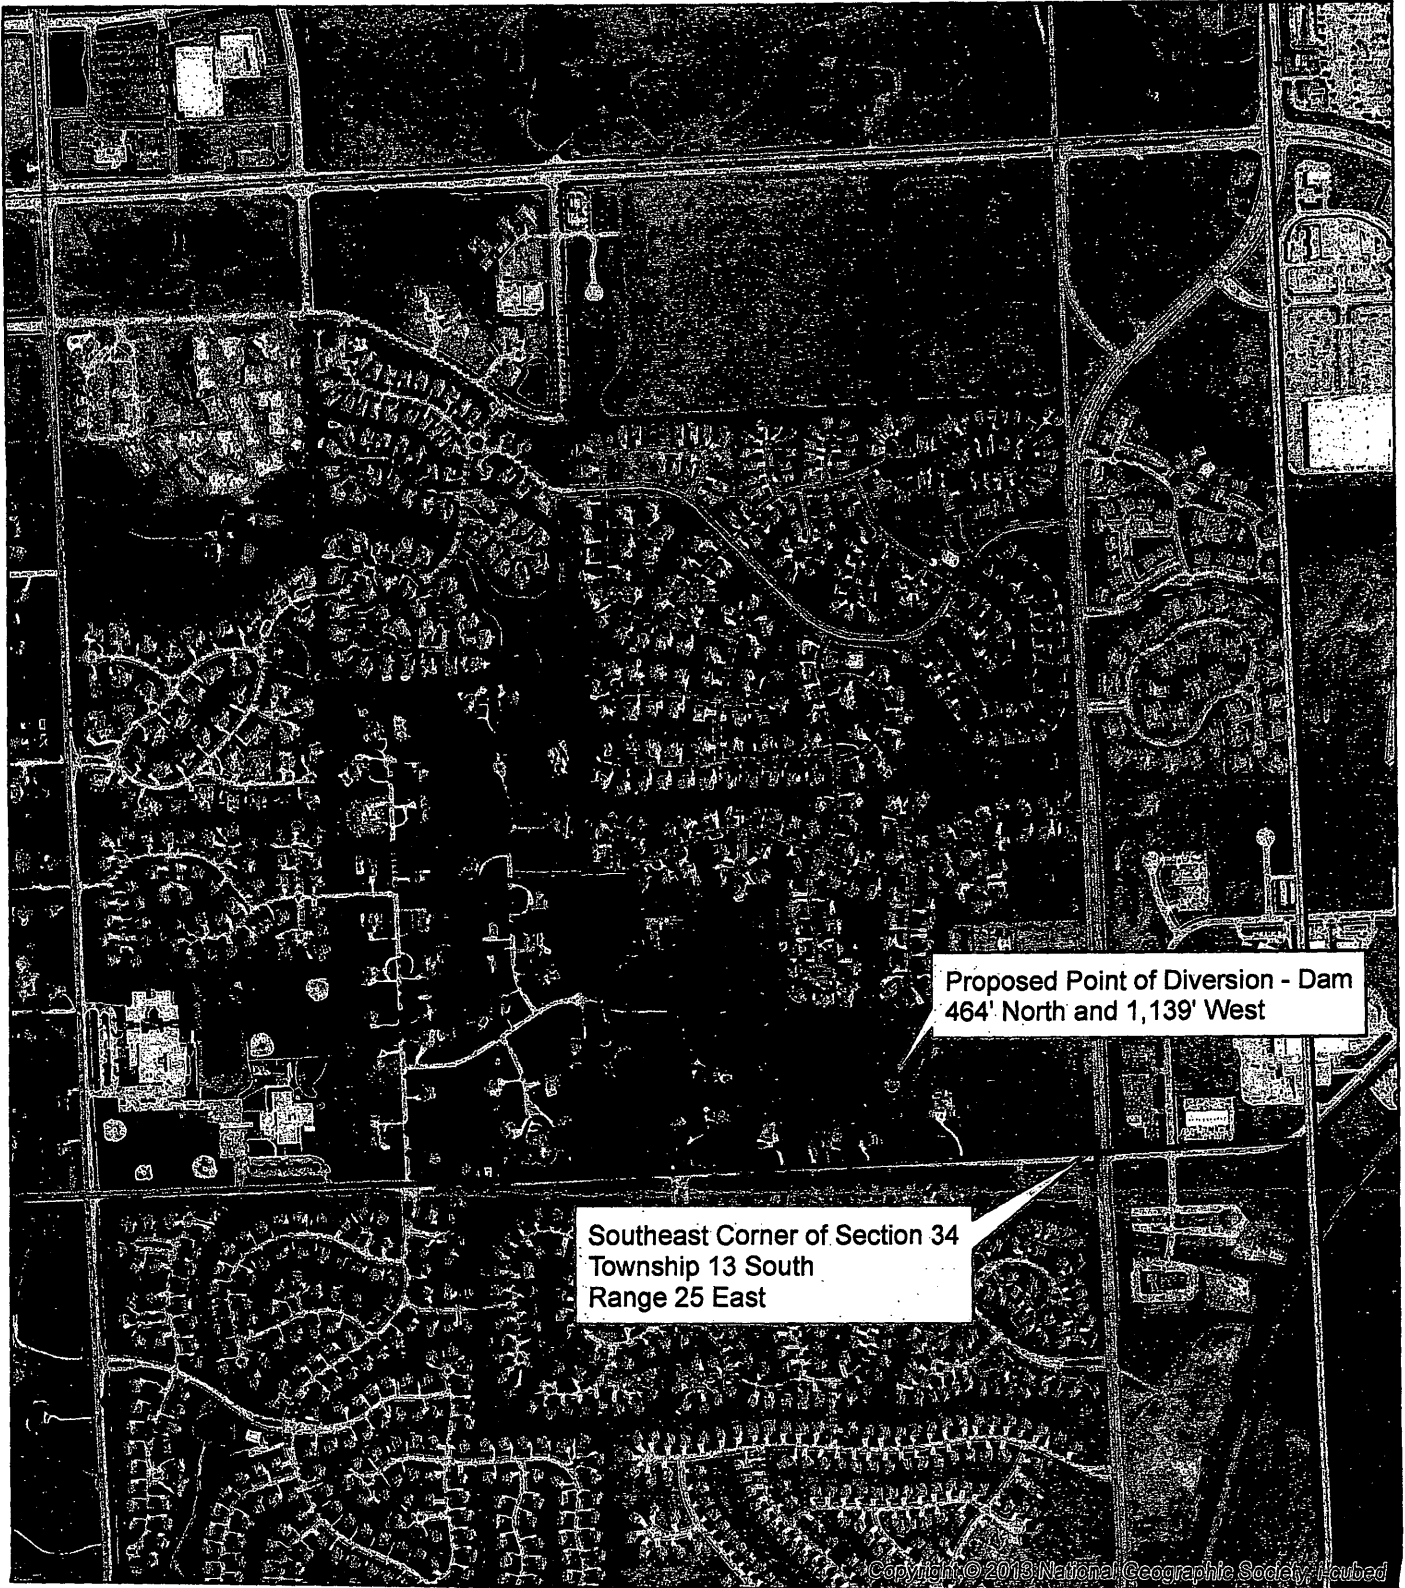 Proposed Point of Diversion - Dam
464' North and 1,139' West
Southeast Corner of Section 34
Township 13 South
Range 25 East
Copyright © 2013 National Geographic Society, i-cubed